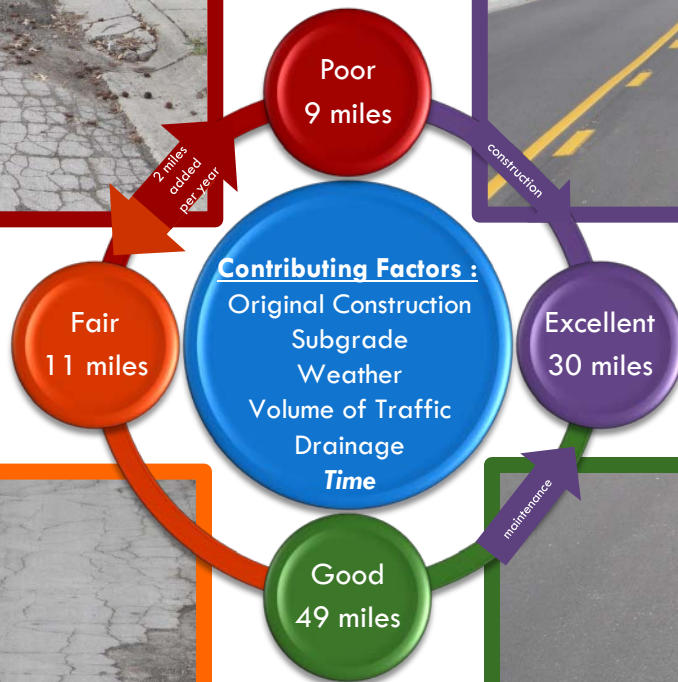 Poor
9 miles
construction
2 miles
added
per year
Contributing Factors :
Original Construction
Subgrade
Weather
Volume of Traffic
Drainage
Time
Fair
11 miles
Excellent
30 miles
maintenance
Good
49 miles